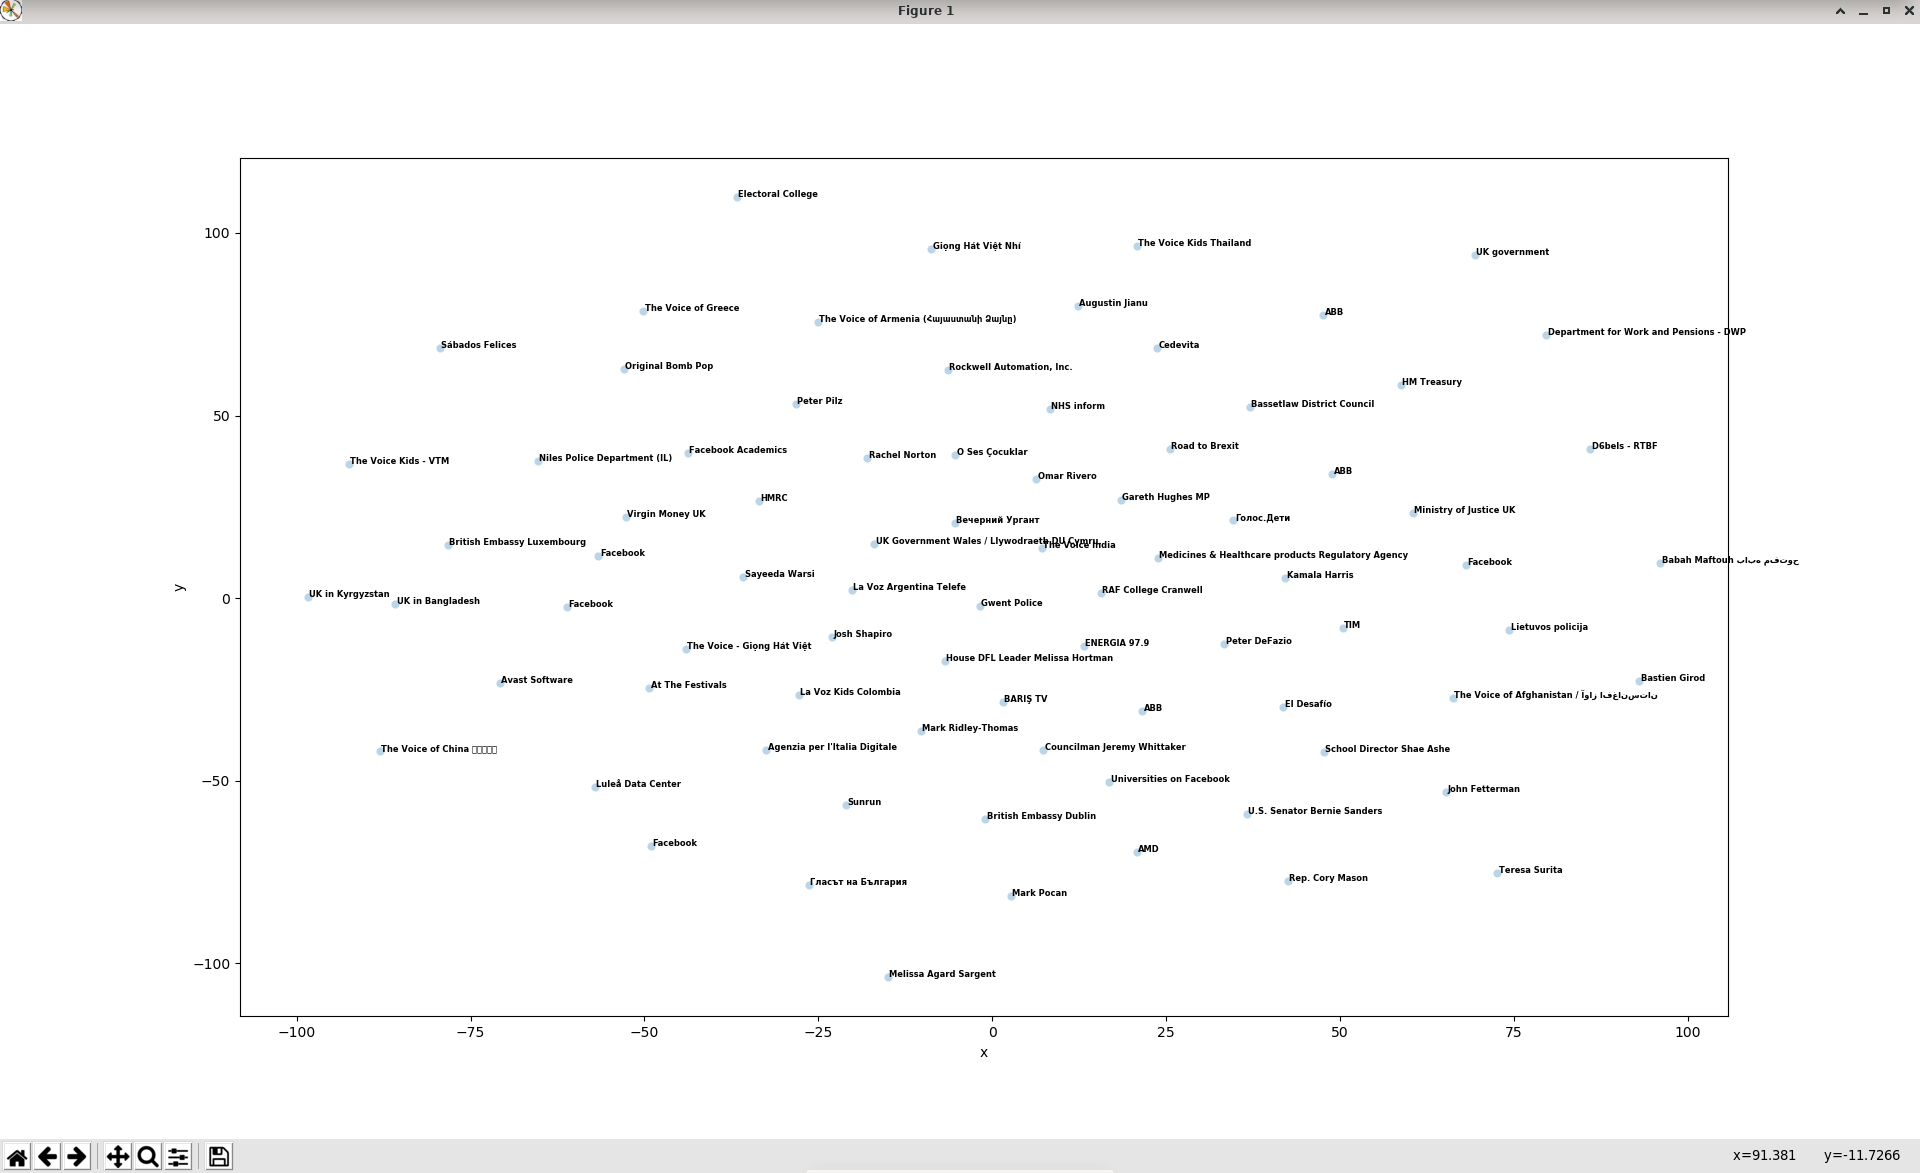 Figure 1
Electoral College
The Voice Kids Thailand
Giọng Hát Việt Nhí
UK government
100
Augustin Jianu
The Voice of Greece
ABB
The Voice of Armenia (Հայաստանի Ձայնը)
Department for Work and Pensions - DWP
Sábados Felices
Cedevita
Original Bomb Pop
Rockwell Automation, Inc.
HM Treasury
Peter Pilz
Bassetlaw District Council
NHS inform
50
Road to Brexit
D6bels - RTBF
Facebook Academics
O Ses Çocuklar
Rachel Norton
Niles Police Department (IL)
The Voice Kids - VTM
ABB
Omar Rivero
Gareth Hughes MP
HMRC
Ministry of Justice UK
Virgin Money UK
Голос.Дети
Вечерний Ургант
UK Government Wales / Llywodraeth DU Cymru
British Embassy Luxembourg
The Voice India
Facebook
Medicines & Healthcare products Regulatory Agency
Babah Maftouh بابه مفتوح
Facebook
Sayeeda Warsi
Kamala Harris
La Voz Argentina Telefe
RAF College Cranwell
y
UK in Kyrgyzstan
0
UK in Bangladesh
Gwent Police
Facebook
TIM
Lietuvos policija
Josh Shapiro
Peter DeFazio
ENERGIA 97.9
The Voice - Giọng Hát Việt
House DFL Leader Melissa Hortman
Bastien Girod
Avast Software
At The Festivals
La Voz Kids Colombia
The Voice of Afghanistan / آواز افغانستان
BARIŞ TV
El Desafío
ABB
Mark Ridley-Thomas
Agenzia per l'Italia Digitale
Councilman Jeremy Whittaker
The Voice of China
School Director Shae Ashe
Universities on Facebook
−50
Luleå Data Center
John Fetterman
Sunrun
U.S. Senator Bernie Sanders
British Embassy Dublin
Facebook
AMD
Teresa Surita
Rep. Cory Mason
Гласът на България
Mark Pocan
−100
Melissa Agard Sargent
−100 −75 −50 −25 0 25 50 75 100
x
x=91.381 y=-11.7266